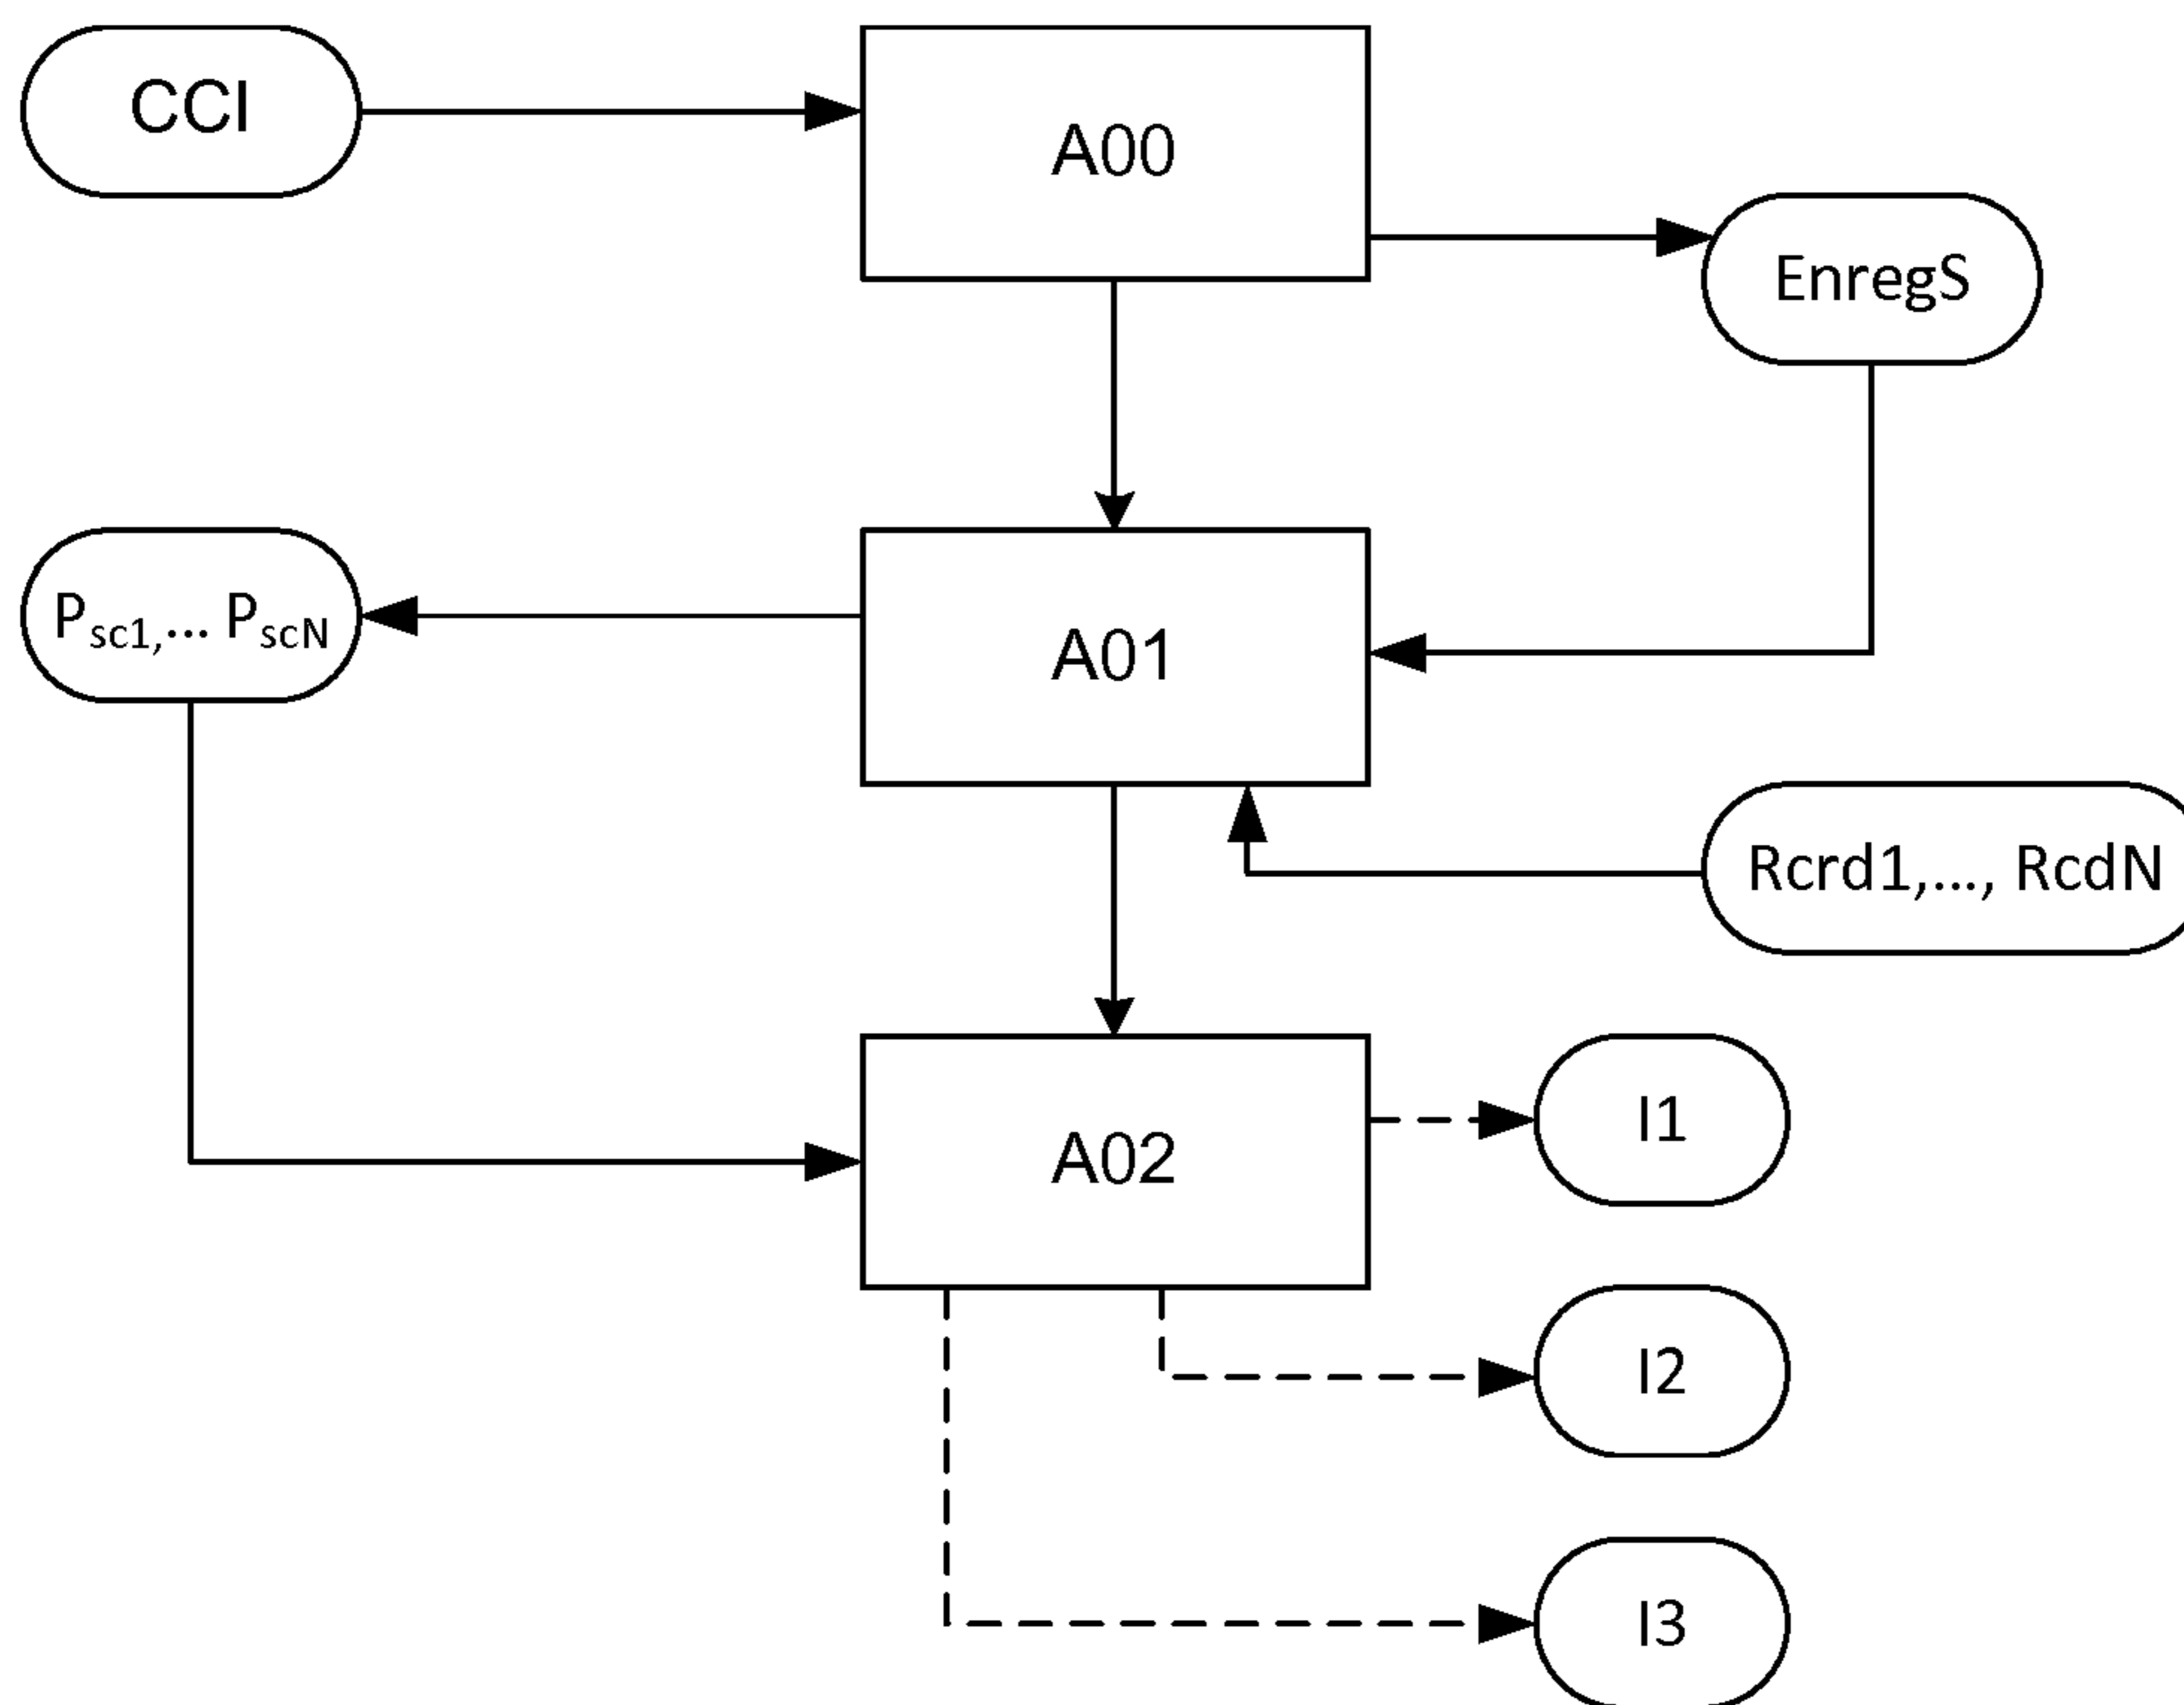 CCI
A00
EnregS
Psc1,... PscN
A01
Rcrd1,..., RcdN
A02
I1
I2
I3